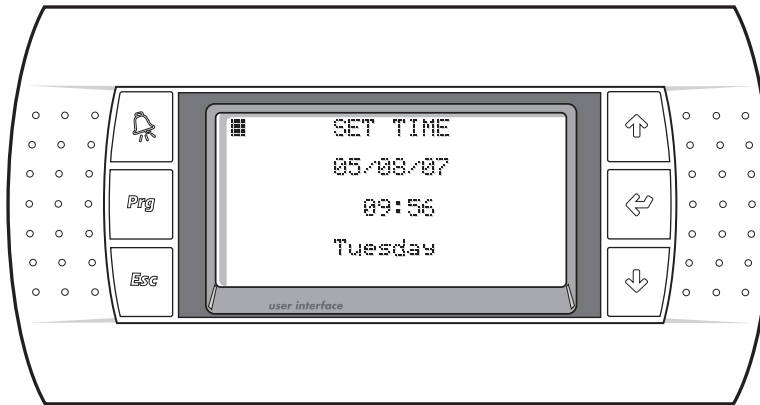 SET TIME
05/08/07
09:56
Tuesday
Prg
Esc
user interface